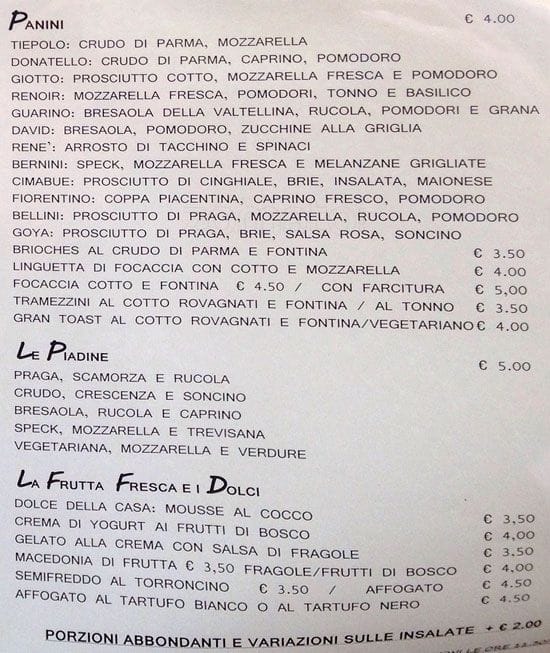 PANINI € 4.00
TIEPOLO: CRUDO DI PARMA, MOZZARELLA
DONATELLO: CRUDO DI PARMA, CAPRINO, POMODORO
GIOTTO: PROSCIUTTO COTTO, MOZZARELLA FRESCA E POMODORO
RENOIR: MOZZARELLA FRESCA, POMODORI, TONNO E BASILICO
GUARINO: BRESAOLA DELLA VALTELLINA, RUCOLA, POMODORI E GRANA
DAVID: BRESAOLA, POMODORO, ZUCCHINE ALLA GRIGLIA
RENE': ARROSTO DI TACCHINO E SPINACI
BERNINI: SPECK, MOZZARELLA FRESCA E MELANZANE GRIGLIATE
CIMABUE: PROSCIUTTO DI CINGHIALE, BRIE, INSALATA, MAIONESE
FIORENTINO: COPPA PIACENTINA, CAPRINO FRESCO, POMODORO
BELLINI: PROSCIUTTO DI PRAGA, MOZZARELLA, RUCOLA, POMODORO
GOYA: PROSCIUTTO DI PRAGA, BRIE, SALSA ROSA, SONCINO
BRIOCHES AL CRUDO DI PARMA E FONTINA € 3.50
LINGUETTA DI FOCACCIA CON COTTO E MOZZARELLA € 4.00
FOCACCIA COTTO E FONTINA € 4.50 / CON FARCITURA € 5,00
TRAMEZZINI AL COTTO ROVAGNATI E FONTINA / AL TONNO € 3.50
GRAN TOAST AL COTTO ROVAGNATI E FONTINA/VEGETARIANO € 4.00
LE PIADINE € 5.00
PRAGA, SCAMORZA E RUCOLA
CRUDO, CRESCENZA E SONCINO
BRESAOLA, RUCOLA E CAPRINO
SPECK, MOZZARELLA E TREVISANA
VEGETARIANA, MOZZARELLA E VERDURE
LA FRUTTA FRESCA E I DOLCI
DOLCE DELLA CASA: MOUSSE AL COCCO € 3,50
CREMA DI YOGURT AI FRUTTI DI BOSCO € 4,00
GELATO ALLA CREMA CON SALSA DI FRAGOLE € 3.50
MACEDONIA DI FRUTTA € 3,50 FRAGOLE/FRUTTI DI BOSCO € 4,00
SEMIFREDDO AL TORRONCINO € 3.50 / AFFOGATO € 4.50
AFFOGATO AL TARTUFO BIANCO O AL TARTUFO NERO € 4.50
PORZIONI ABBONDANTI E VARIAZIONI SULLE INSALATE + € 2.00
LE ORE